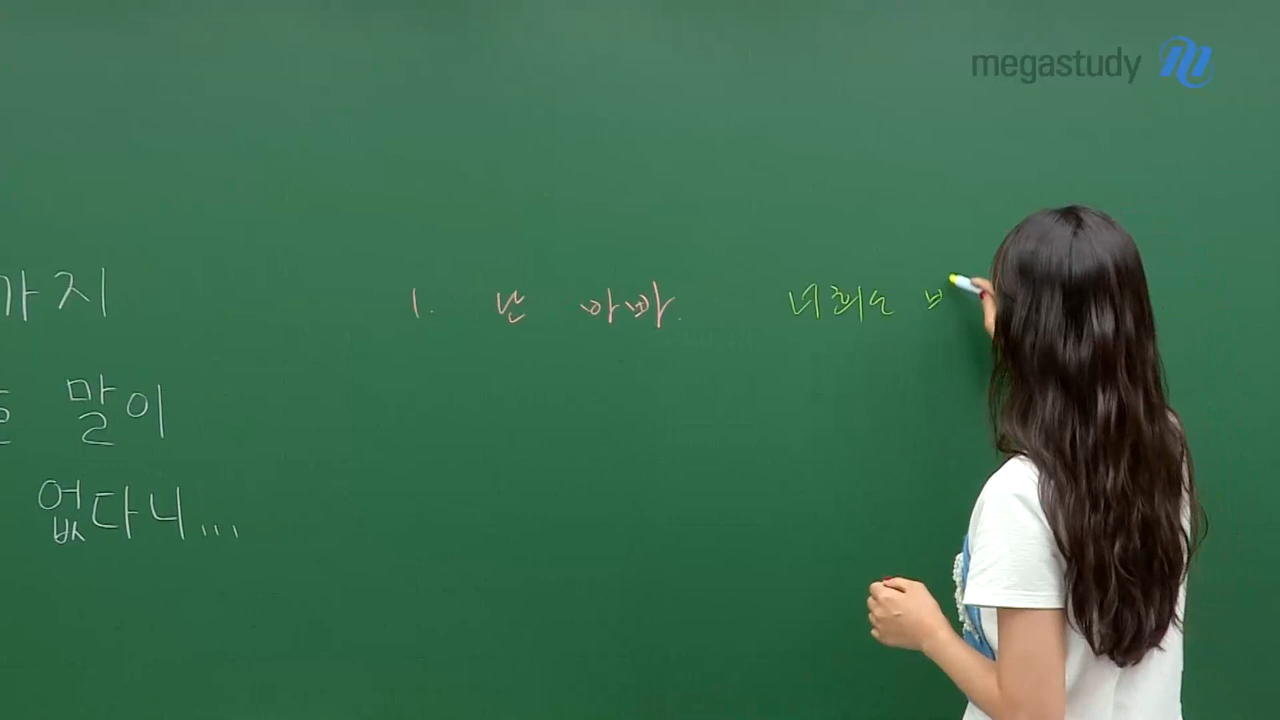 megastudy
가지
1. 난 아빠. 너희는
말이
없다니...